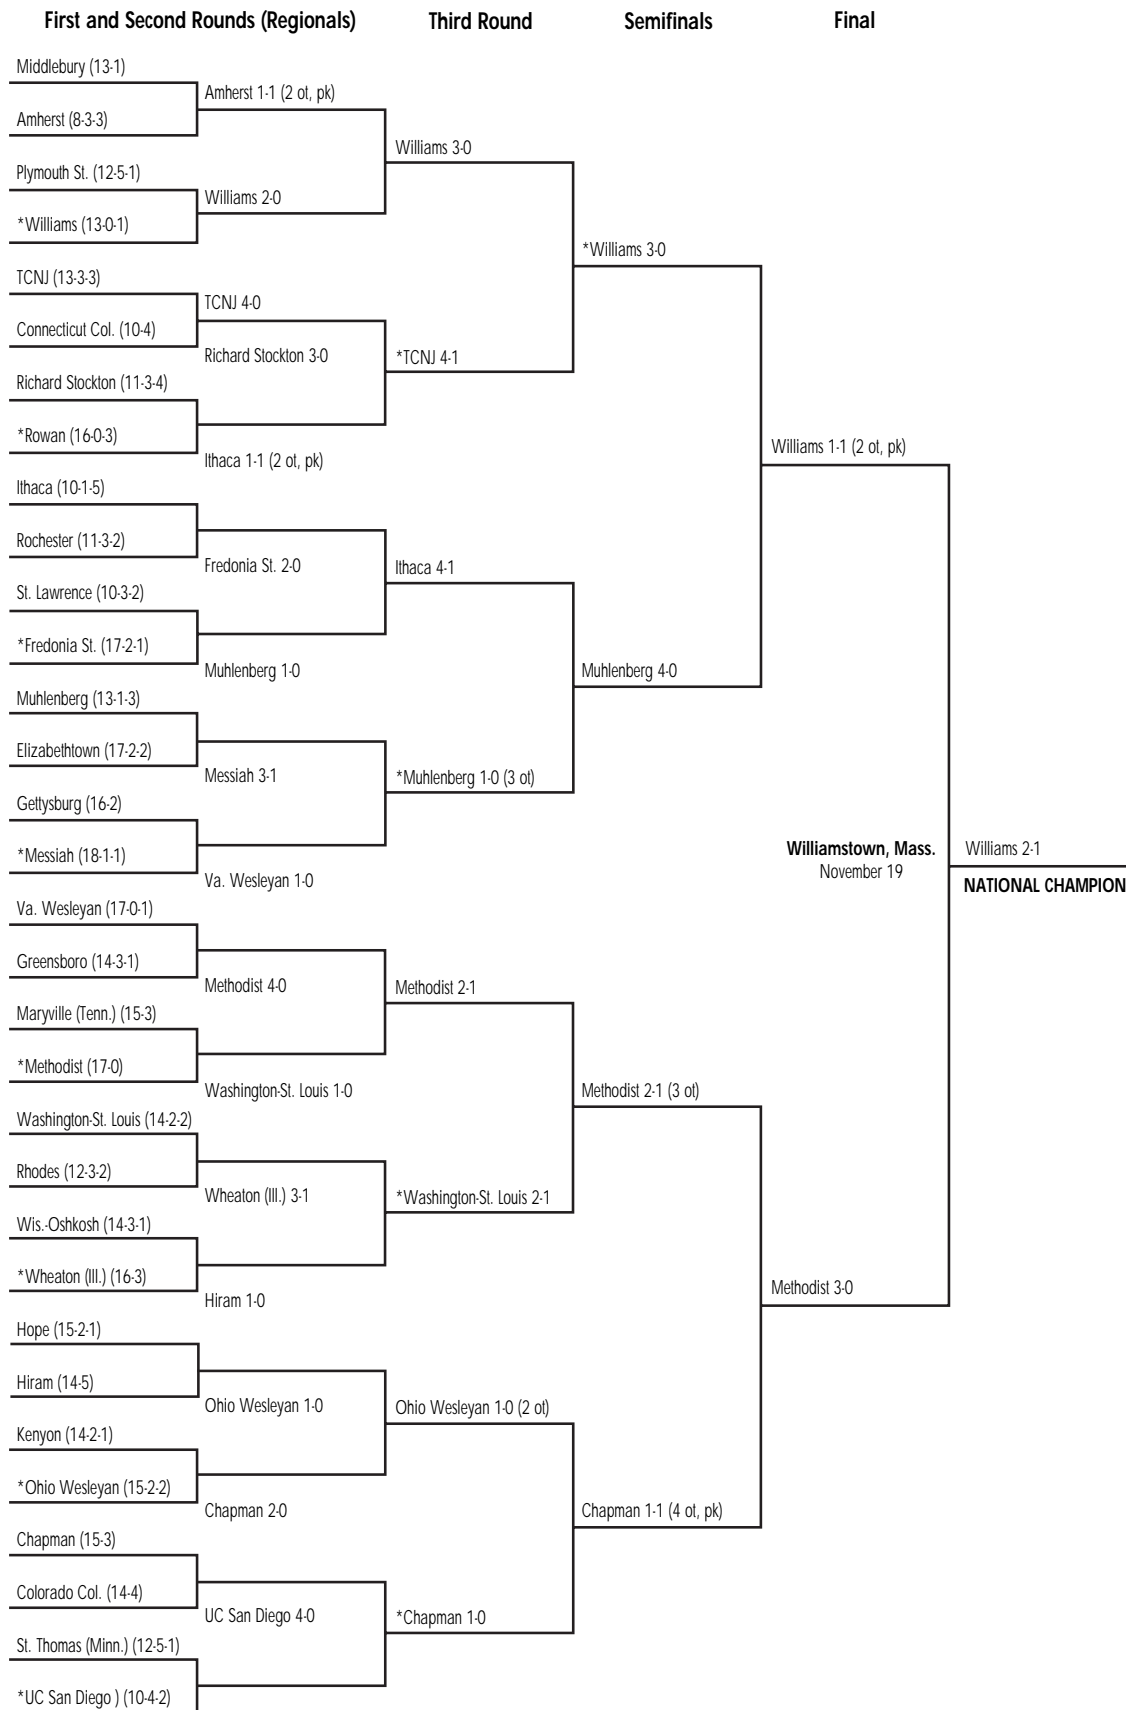 First and Second Rounds (Regionals)
Third Round
Semifinals
Final
Middlebury (13-1)
Amherst 1-1 (2 ot, pk)
Amherst (8-3-3)
Williams 3-0
Plymouth St. (12-5-1)
Williams 2-0
*Williams (13-0-1)
*Williams 3-0
TCNJ (13-3-3)
TCNJ 4-0
Connecticut Col. (10-4)
Richard Stockton 3-0
*TCNJ 4-1
Richard Stockton (11-3-4)
*Rowan (16-0-3)
Williams 1-1 (2 ot, pk)
Ithaca 1-1 (2 ot, pk)
Ithaca (10-1-5)
Rochester (11-3-2)
Fredonia St. 2-0
Ithaca 4-1
St. Lawrence (10-3-2)
*Fredonia St. (17-2-1)
Muhlenberg 1-0
Muhlenberg 4-0
Muhlenberg (13-1-3)
Elizabethtown (17-2-2)
Messiah 3-1
*Muhlenberg 1-0 (3 ot)
Gettysburg (16-2)
*Messiah (18-1-1)
Williamstown, Mass.
November 19
Williams 2-1
NATIONAL CHAMPION
Va. Wesleyan 1-0
Va. Wesleyan (17-0-1)
Greensboro (14-3-1)
Methodist 4-0
Methodist 2-1
Maryville (Tenn.) (15-3)
*Methodist (17-0)
Washington-St. Louis 1-0
Methodist 2-1 (3 ot)
Washington-St. Louis (14-2-2)
Rhodes (12-3-2)
Wheaton (Ill.) 3-1
*Washington-St. Louis 2-1
Wis.-Oshkosh (14-3-1)
*Wheaton (Ill.) (16-3)
Methodist 3-0
Hiram 1-0
Hope (15-2-1)
Hiram (14-5)
Ohio Wesleyan 1-0
Ohio Wesleyan 1-0 (2 ot)
Kenyon (14-2-1)
*Ohio Wesleyan (15-2-2)
Chapman 2-0
Chapman 1-1 (4 ot, pk)
Chapman (15-3)
Colorado Col. (14-4)
UC San Diego 4-0
*Chapman 1-0
St. Thomas (Minn.) (12-5-1)
*UC San Diego ) (10-4-2)